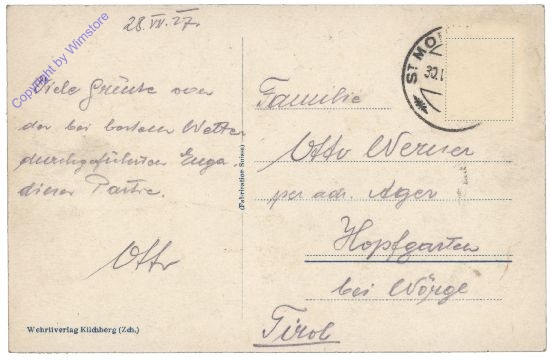 28.VII.27.
Copyright by Wimstore
Viele Grüsse von
der bei bestem Wetter
durchgeführten Enga-
diner Partie.
Otto
Wehrliverlag Kilchberg (Zch.)
(Fabrication Suisse)
ST MO
30.
Familie
Otto Werner
per adr. Ager
Hopfgarten
bei Wörgl
Tirol